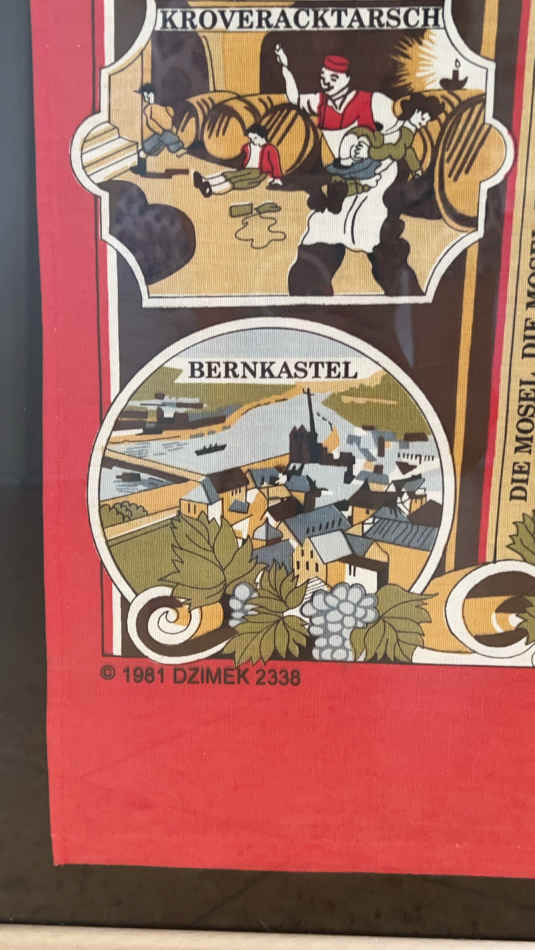 KROVERACKTARSCH
BERNKASTEL
DIE MOSEL, DIE MOSEL
© 1981 DZIMEK 2338